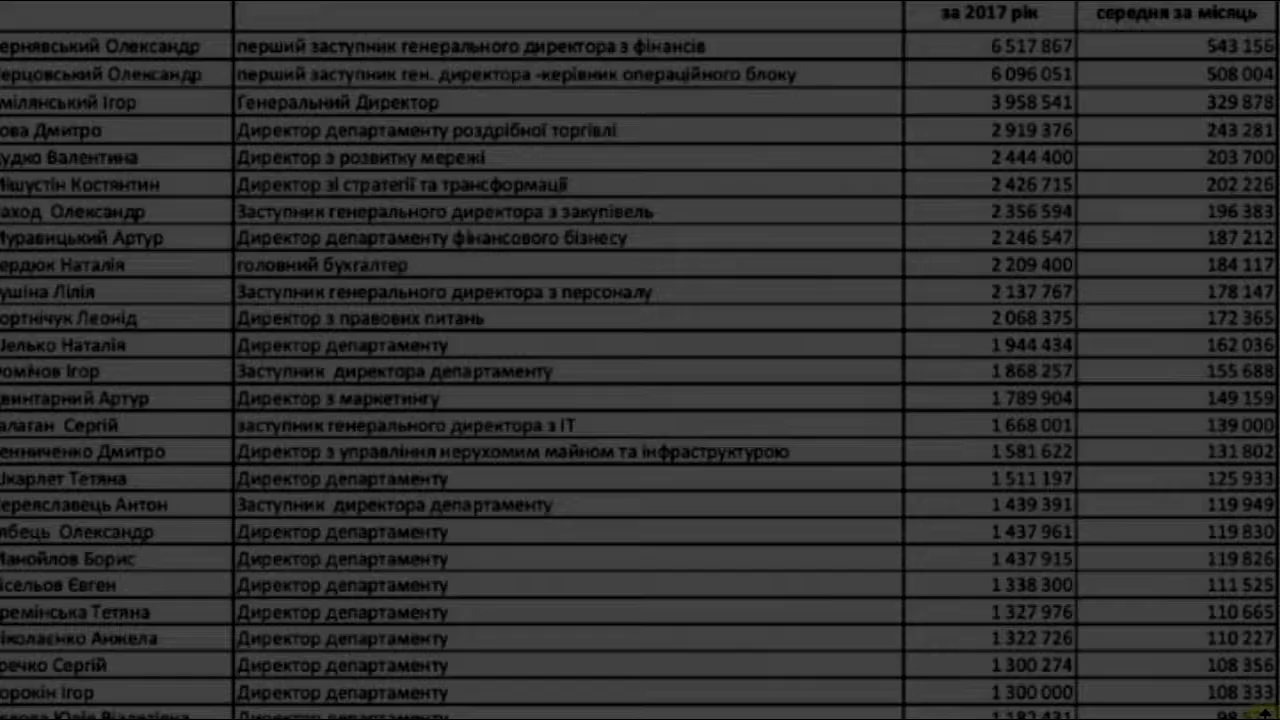 за 2017 рік середня за місяць
ернявський Олександр перший заступник генерального директора з фінансів 6 517 867 543 156
ерцовський Олександр перший заступник ген. директора -керівник операційного блоку 6 096 051 508 004
мілянський Ігор Генеральний Директор 3 958 541 329 878
ова Дмитро Директор департаменту роздрібної торгівлі 2 919 376 243 281
удко Валентина Директор з розвитку мережі 2 444 400 203 700
Мішустін Костянтин Директор зі стратегії та трансформації 2 426 715 202 226
аход Олександр Заступник генерального директора з закупівель 2 356 594 196 383
Муравицький Артур Директор департаменту фінансового бізнесу 2 246 547 187 212
ердюк Наталія головний бухгалтер 2 209 400 184 117
ушіна Лілія Заступник генерального директора з персоналу 2 137 767 178 147
ортнічук Леонід Директор з правових питань 2 068 375 172 365
Целько Наталія Директор департаменту 1 944 434 162 036
омінов Ігор Заступник директора департаменту 1 868 257 155 688
винтарний Артур Директор з маркетингу 1 789 904 149 159
алаган Сергій заступник генерального директора з ІТ 1 668 001 139 000
енниченко Дмитро Директор з управління нерухомим майном та інфраструктурою 1 581 622 131 802
Шкарлет Тетяна Директор департаменту 1 511 197 125 933
ереяславець Антон Заступник директора департаменту 1 439 391 119 949
ябець Олександр Директор департаменту 1 437 961 119 830
Манойлов Борис Директор департаменту 1 437 915 119 826
ісельов Євген Директор департаменту 1 338 300 111 525
ремінська Тетяна Директор департаменту 1 327 976 110 665
іколаєнко Анжела Директор департаменту 1 322 726 110 227
речко Сергій Директор департаменту 1 300 274 108 356
орокін Ігор Директор департаменту 1 300 000 108 333
Юлія Віталіївна Директор департаменту 1 182 431